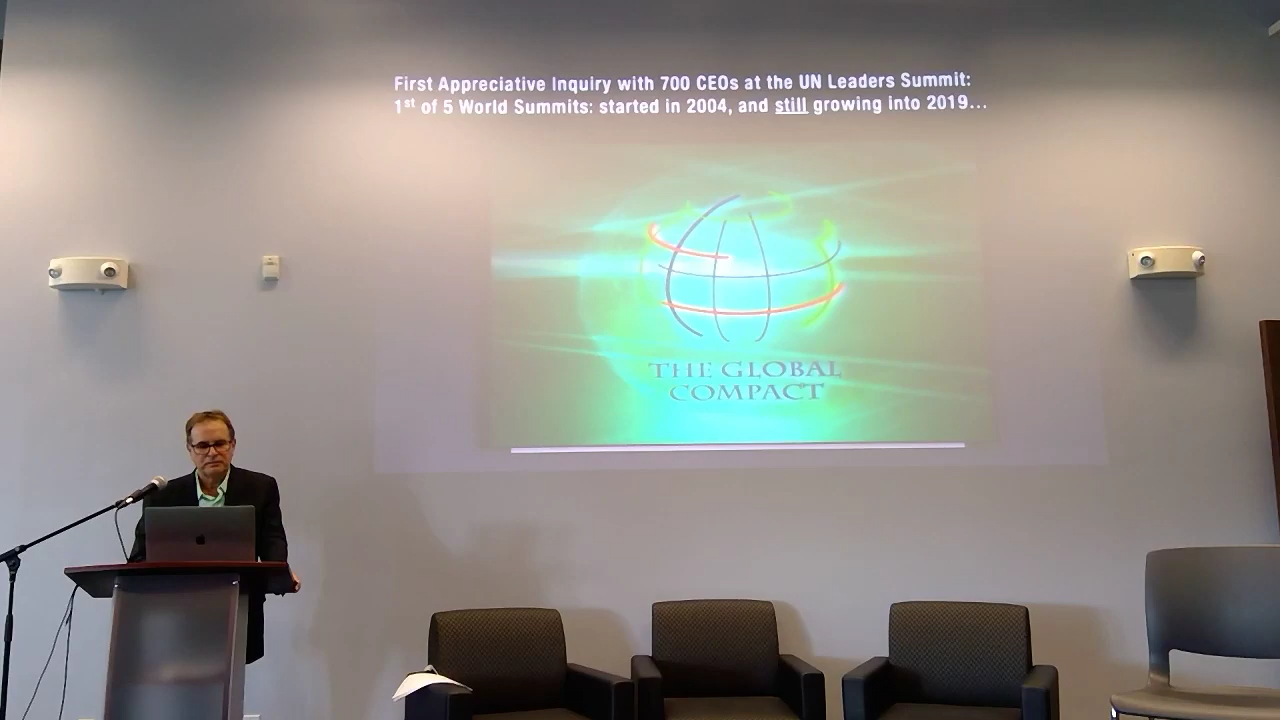 First Appreciative Inquiry with 700 CEOs at the UN Leaders Summit:
1st of 5 World Summits: started in 2004, and still growing into 2019...
THE GLOBAL
COMPACT